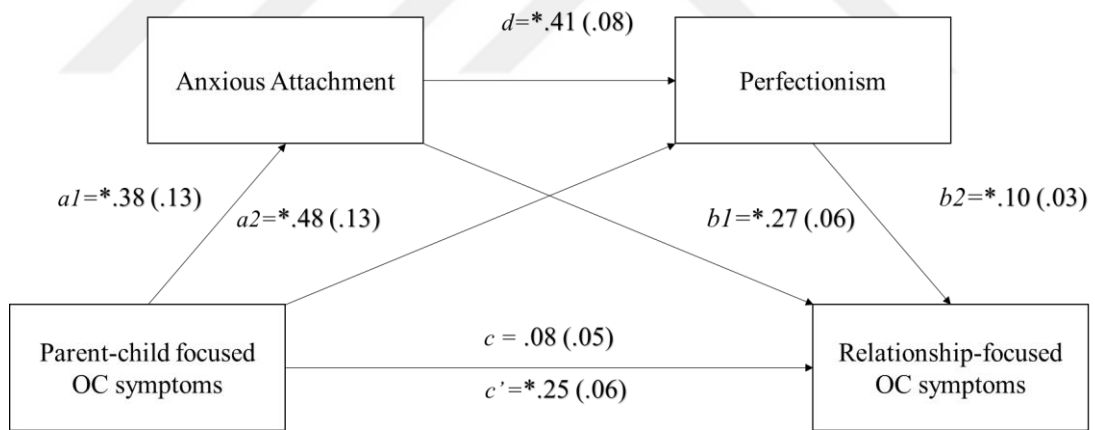 d=*.41 (.08)
Anxious Attachment
Perfectionism
a1=*.38 (.13)
a2=*.48 (.13)
b1=*.27 (.06)
b2=*.10 (.03)
Parent-child focused
OC symptoms
c = .08 (.05)
c’=*.25 (.06)
Relationship-focused
OC symptoms